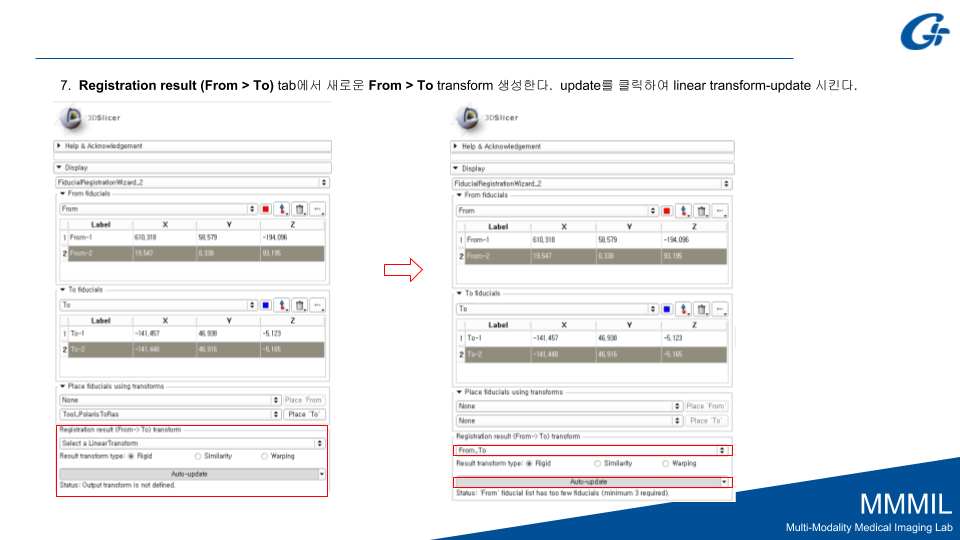 7. Registration result (From > To) tab에서 새로운 From > To transform 생성한다. update를 클릭하여 linear transform-update 시킨다.
3DSlicer
Help & Acknowledgement
Display
FiducialRegistrationWizard_2
From fiducials
From
Label X Y Z
1 From-1 610,318 58,579 -194,096
2 From-2 19,547 0,338 93,195
To fiducials
To
Label X Y Z
1 To-1 -141,457 46,938 -5,123
2 To-2 -141,448 46,916 -5,165
Place fiducials using transforms
None Place 'From'
Tool_PolarisToRas Place 'To'
Registration result (From->To) transform
Select a LinearTransform
Result transform type: Rigid Similarity Warping
Auto-update
Status: Output transform is not defined.
3DSlicer
Help & Acknowledgement
Display
FiducialRegistrationWizard_2
From fiducials
From
Label X Y Z
1 From-1 610,318 58,579 -194,096
2 From-2 19,547 0,338 93,195
To fiducials
To
Label X Y Z
1 To-1 -141,457 46,938 -5,123
2 To-2 -141,448 46,916 -5,165
Place fiducials using transforms
None Place 'From'
None Place 'To'
Registration result (From->To) transform
From_To
Result transform type: Rigid Similarity Warping
Auto-update
Status: 'From' fiducial list has too few fiducials (minimum 3 required).
MMMIL
Multi-Modality Medical Imaging Lab